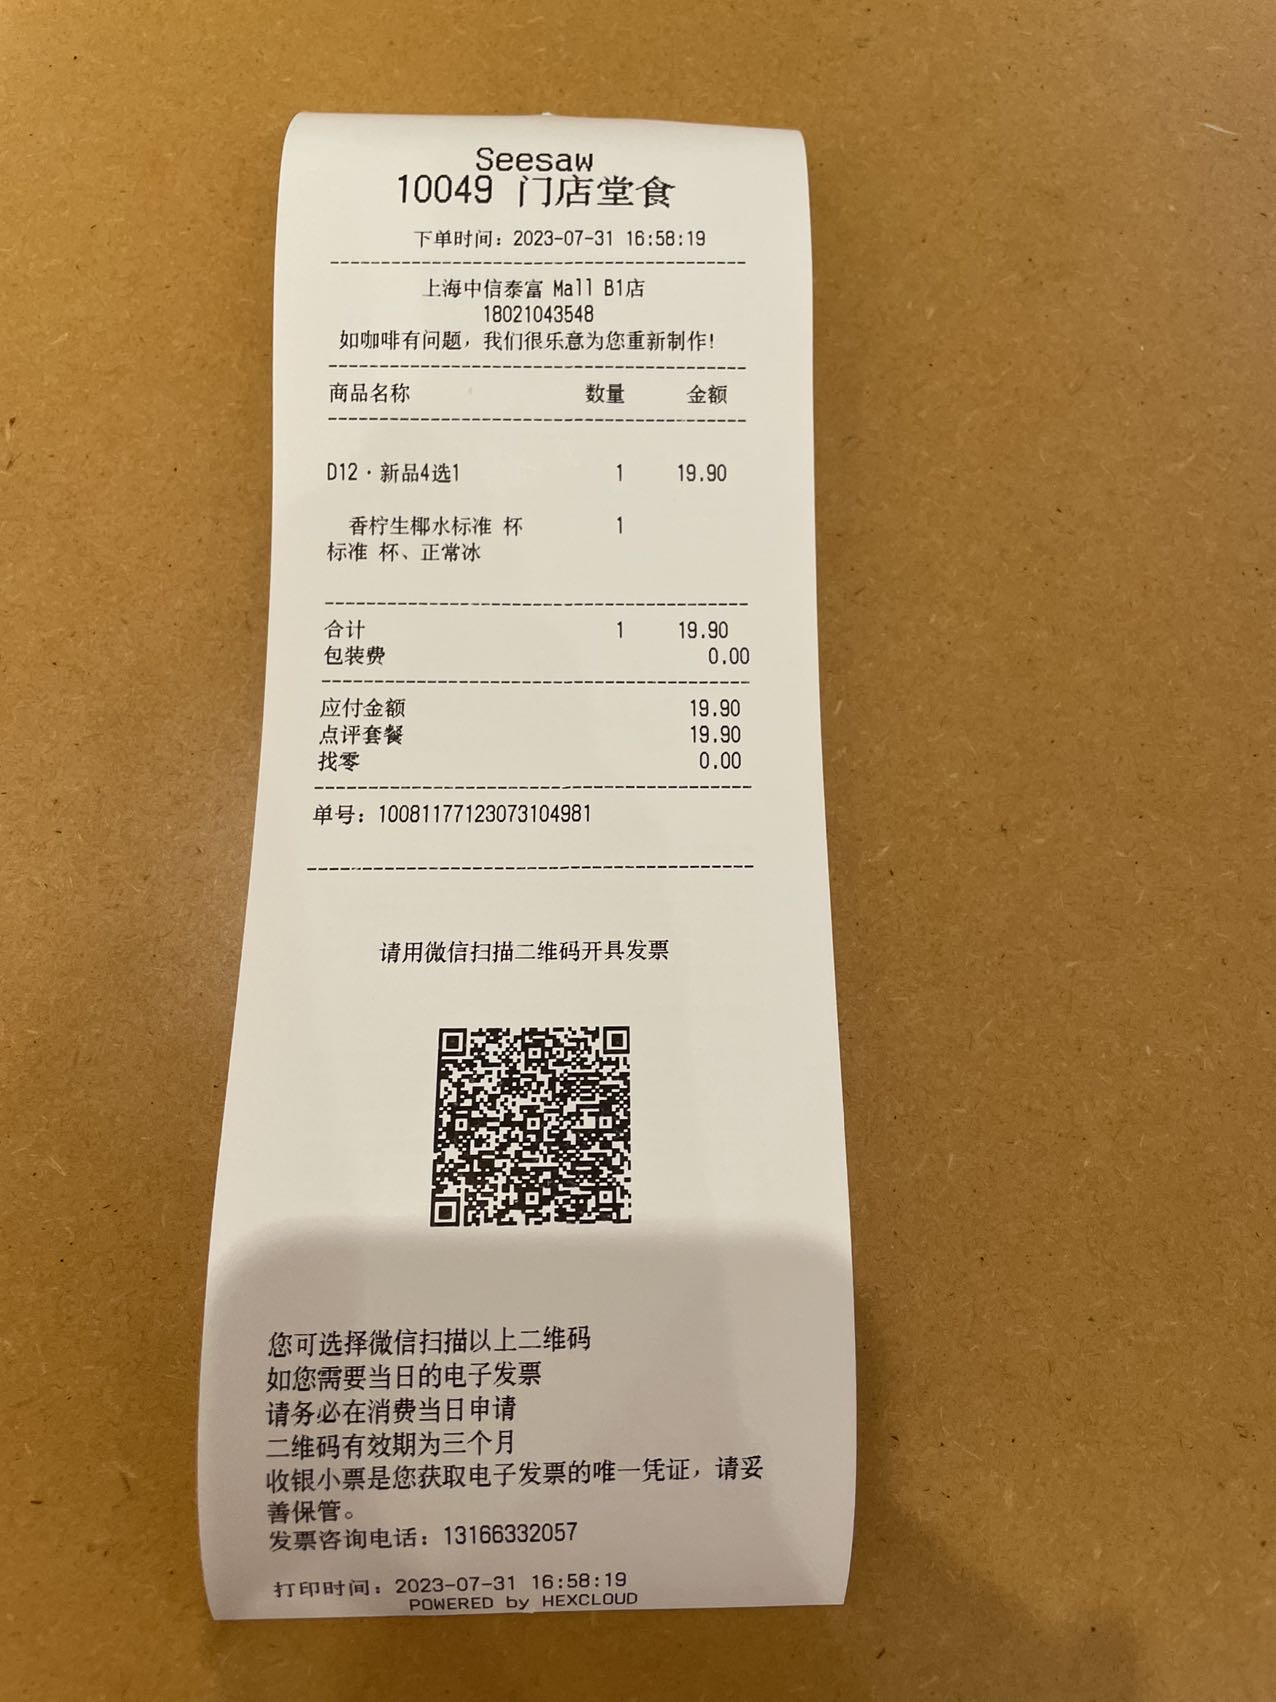 Seesaw
10049 门店堂食
下单时间：2023-07-31 16:58:19
上海中信泰富 Mall B1店
18021043548
如咖啡有问题，我们很乐意为您重新制作!
商品名称 数量 金额
D12·新品4选1 1 19.90
香柠生椰水标准 杯 1
标准 杯、正常冰
合计 1 19.90
包装费 0.00
应付金额 19.90
点评套餐 19.90
找零 0.00
单号：10081177123073104981
请用微信扫描二维码开具发票
您可选择微信扫描以上二维码
如您需要当日的电子发票
请务必在消费当日申请
二维码有效期为三个月
收银小票是您获取电子发票的唯一凭证，请妥
善保管。
发票咨询电话：13166332057
打印时间：2023-07-31 16:58:19
POWERED by HEXCLOUD